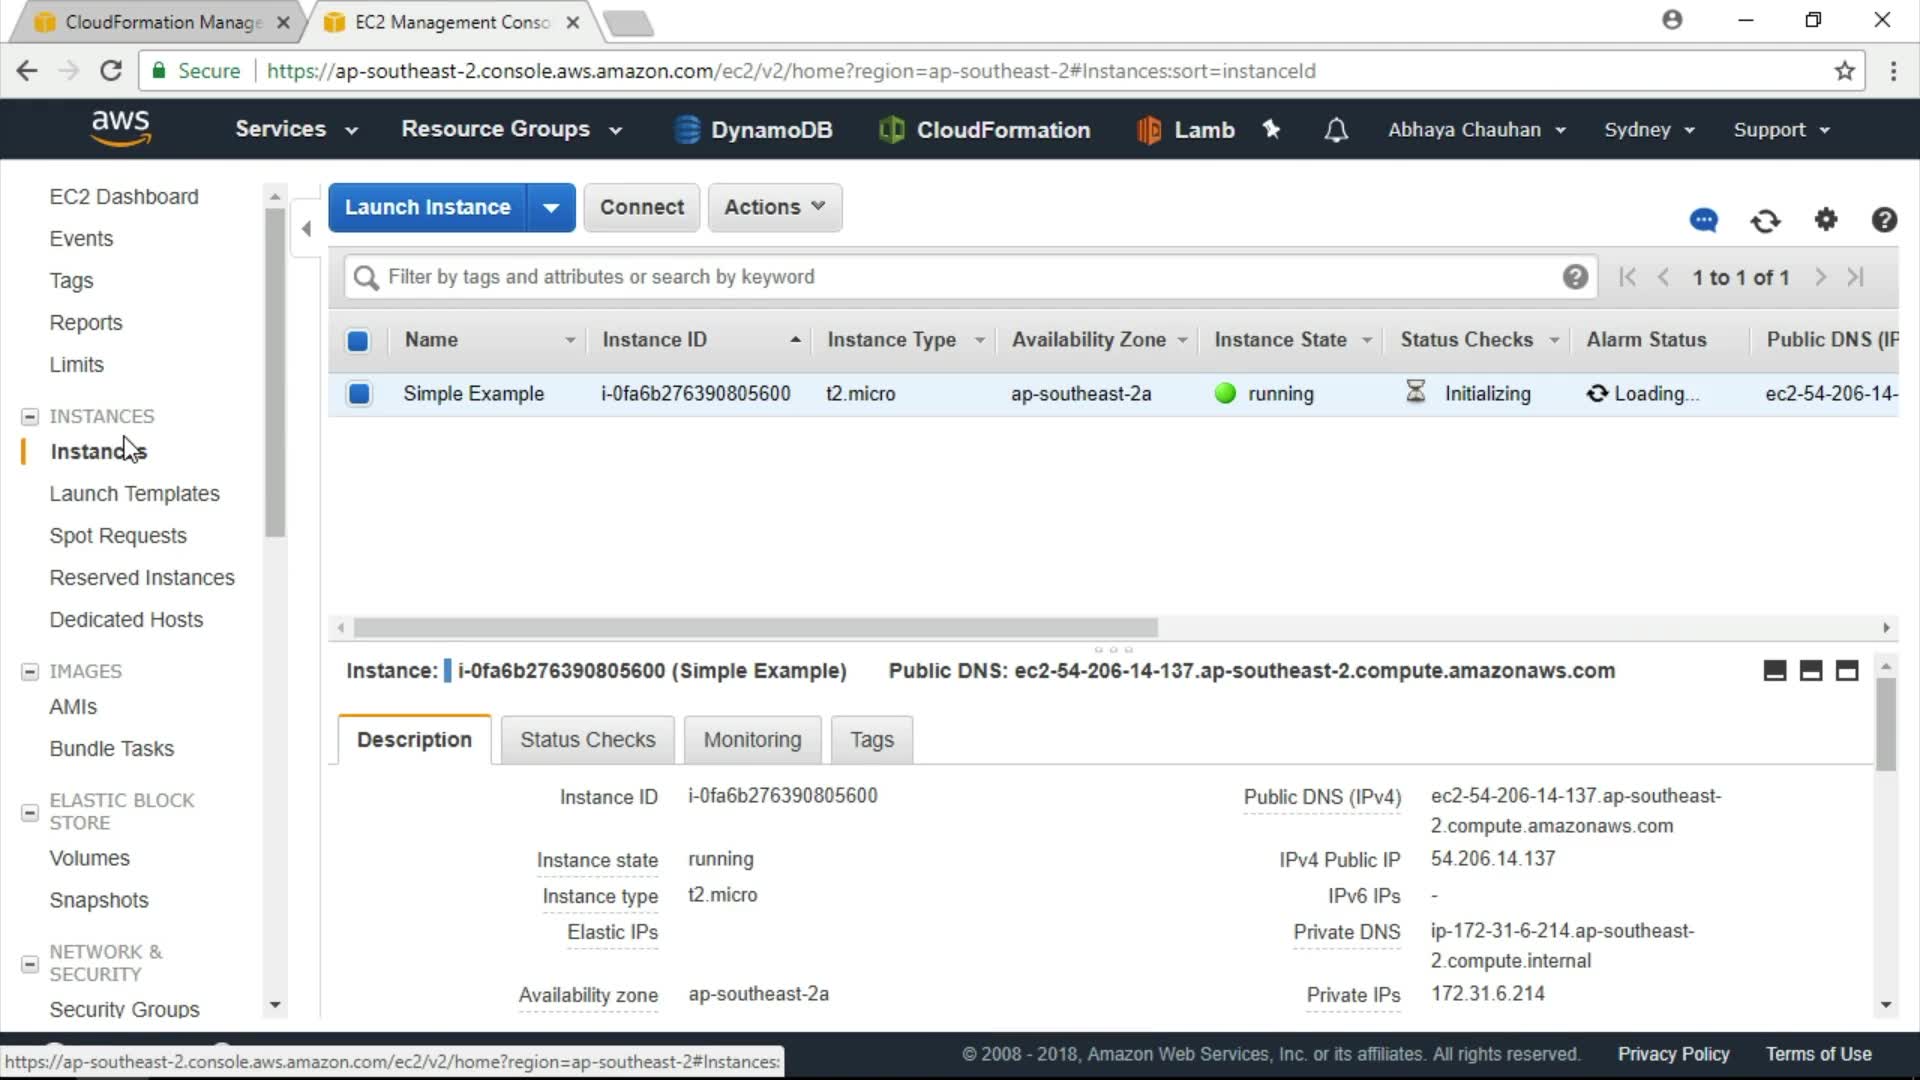 CloudFormation Manage
EC2 Management Conso
Secure
https://ap-southeast-2.console.aws.amazon.com/ec2/v2/home?region=ap-southeast-2#Instances:sort=instanceId
aws
Services
Resource Groups
DynamoDB
CloudFormation
Lamb
Abhaya Chauhan
Sydney
Support
EC2 Dashboard
Events
Tags
Reports
Limits
INSTANCES
Instances
Launch Templates
Spot Requests
Reserved Instances
Dedicated Hosts
IMAGES
AMIs
Bundle Tasks
ELASTIC BLOCK
STORE
Volumes
Snapshots
NETWORK &
SECURITY
Security Groups
Launch Instance
Connect
Actions
Filter by tags and attributes or search by keyword
1 to 1 of 1
Name
Instance ID
Instance Type
Availability Zone
Instance State
Status Checks
Alarm Status
Public DNS (IP
Simple Example
i-0fa6b276390805600
t2.micro
ap-southeast-2a
running
Initializing
Loading...
ec2-54-206-14-
Instance: i-0fa6b276390805600 (Simple Example)
Public DNS: ec2-54-206-14-137.ap-southeast-2.compute.amazonaws.com
Description
Status Checks
Monitoring
Tags
Instance ID
i-0fa6b276390805600
Public DNS (IPv4)
ec2-54-206-14-137.ap-southeast-
2.compute.amazonaws.com
Instance state
running
IPv4 Public IP
54.206.14.137
Instance type
t2.micro
IPv6 IPs
-
Elastic IPs
Private DNS
ip-172-31-6-214.ap-southeast-
2.compute.internal
Availability zone
ap-southeast-2a
Private IPs
172.31.6.214
https://ap-southeast-2.console.aws.amazon.com/ec2/v2/home?region=ap-southeast-2#Instances:
© 2008 - 2018, Amazon Web Services, Inc. or its affiliates. All rights reserved.
Privacy Policy
Terms of Use